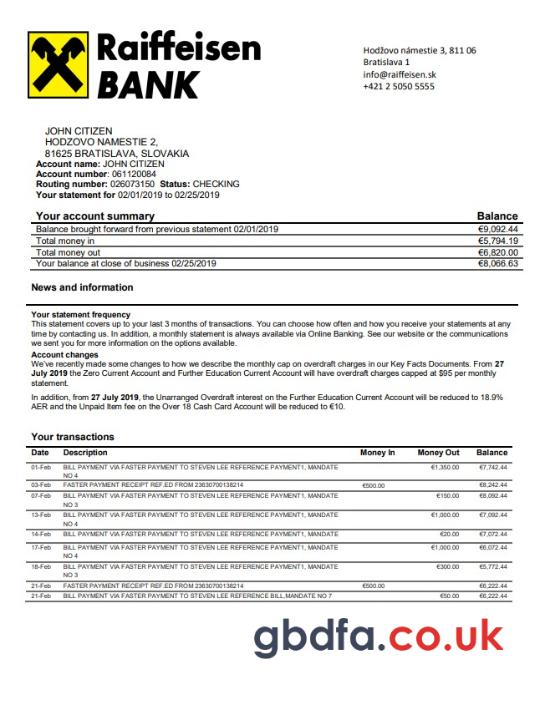 Raiffeisen
BANK
Hodžovo námestie 3, 811 06
Bratislava 1
info@raiffeisen.sk
+421 2 5050 5555
JOHN CITIZEN
HODZOVO NAMESTIE 2,
81625 BRATISLAVA, SLOVAKIA
Account name: JOHN CITIZEN
Account number: 061120084
Routing number: 026073150 Status: CHECKING
Your statement for 02/01/2019 to 02/25/2019
Your account summary Balance
Balance brought forward from previous statement 02/01/2019 €9,092.44
Total money in €5,794.19
Total money out €6,820.00
Your balance at close of business 02/25/2019 €8,066.63
News and information
Your statement frequency
This statement covers up to your last 3 months of transactions. You can choose how often and how you receive your statements at any
time by contacting us. In addition, a monthly statement is always available via Online Banking. See our website or the communications
we sent you for more information on the options available.
Account changes
We've recently made some changes to how we describe the monthly cap on overdraft charges in our Key Facts Documents. From 27
July 2019 the Zero Current Account and Further Education Current Account will have overdraft charges capped at $95 per monthly
statement.
In addition, from 27 July 2019, the Unarranged Overdraft interest on the Further Education Current Account will be reduced to 18.9%
AER and the Unpaid Item fee on the Over 18 Cash Card Account will be reduced to €10.
Your transactions
Date Description Money In Money Out Balance
01-Feb BILL PAYMENT VIA FASTER PAYMENT TO STEVEN LEE REFERENCE PAYMENT1, MANDATE €1,350.00 €7,742.44
NO 4
03-Feb FASTER PAYMENT RECEIPT REF,ED FROM 23630700138214 €500.00 €8,242.44
07-Feb BILL PAYMENT VIA FASTER PAYMENT TO STEVEN LEE REFERENCE PAYMENT1, MANDATE €150.00 €8,092.44
NO 3
13-Feb BILL PAYMENT VIA FASTER PAYMENT TO STEVEN LEE REFERENCE PAYMENT1, MANDATE €1,000.00 €7,092.44
NO 4
14-Feb BILL PAYMENT VIA FASTER PAYMENT TO STEVEN LEE REFERENCE PAYMENT1, MANDATE €20.00 €7,072.44
17-Feb BILL PAYMENT VIA FASTER PAYMENT TO STEVEN LEE REFERENCE PAYMENT1, MANDATE €1,000.00 €6,072.44
NO 4
18-Feb BILL PAYMENT VIA FASTER PAYMENT TO STEVEN LEE REFERENCE PAYMENT1, MANDATE €300.00 €5,772.44
NO 3
21-Feb FASTER PAYMENT RECEIPT REF,ED FROM 23630700138214 €500.00 €6,222.44
21-Feb BILL PAYMENT VIA FASTER PAYMENT TO STEVEN LEE REFERENCE BILL,MANDATE NO 7 €50.00 €6,222.44
gbdfa.co.uk